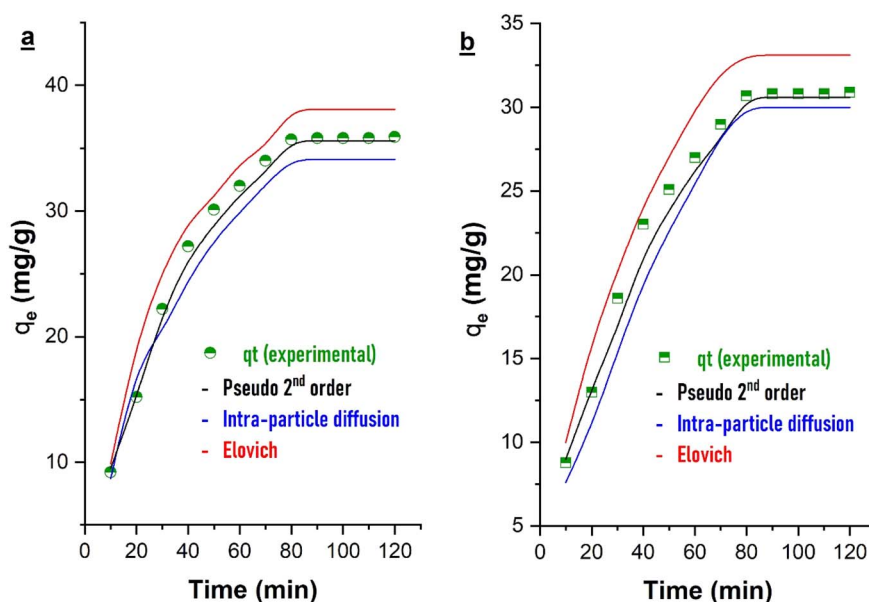 a
40
30
20
10
qₑ (mg/g)
0 20 40 60 80 100 120
Time (min)
qt (experimental)
- Pseudo 2ⁿᵈ order
- Intra-particle diffusion
- Elovich
b
35
30
25
20
15
10
5
qₑ (mg/g)
0 20 40 60 80 100 120
Time (min)
qt (experimental)
- Pseudo 2ⁿᵈ order
- Intra-particle diffusion
- Elovich